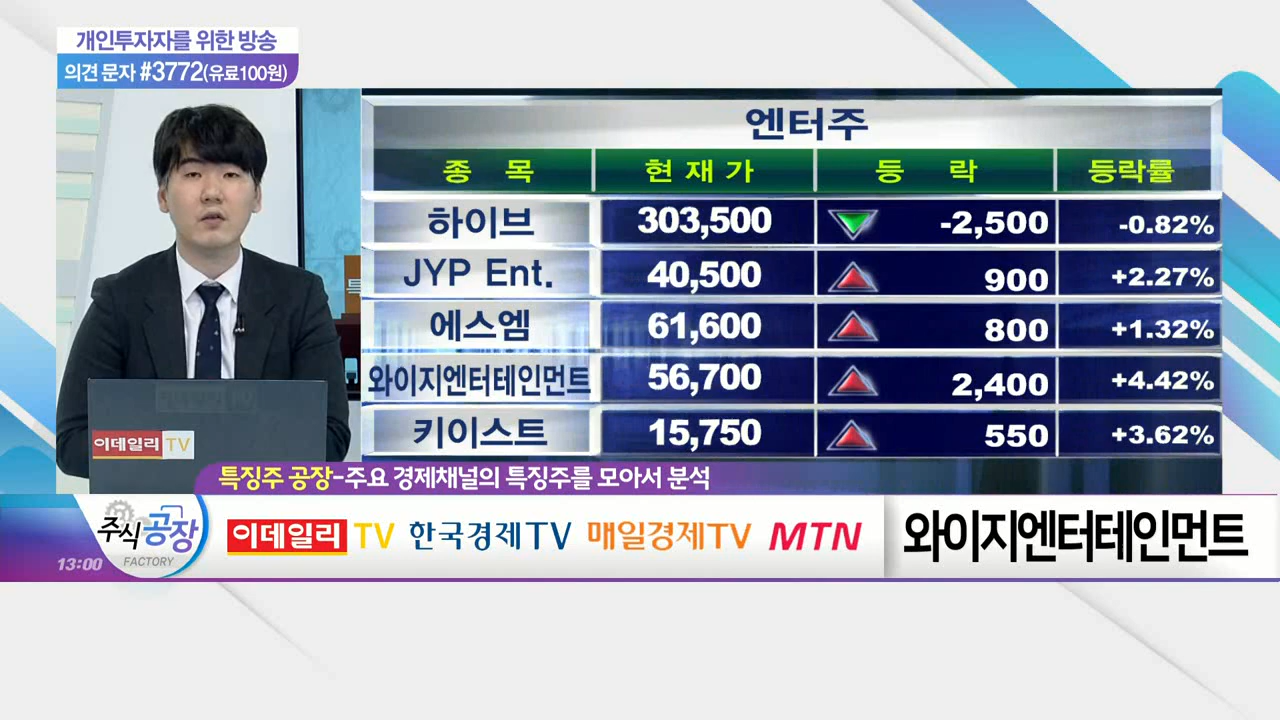 개인투자자를 위한 방송
의견 문자 #3772(유료100원)
엔터주
종 목 현 재 가 등 락 등락률
하이브 303,500 -2,500 -0.82%
JYP Ent. 40,500 900 +2.27%
에스엠 61,600 800 +1.32%
와이지엔터테인먼트 56,700 2,400 +4.42%
키이스트 15,750 550 +3.62%
특
이데일리 TV
특징주 공장-주요 경제채널의 특징주를 모아서 분석
주식공장
FACTORY
13:00
이데일리 TV 한국경제TV 매일경제TV MTN
와이지엔터테인먼트